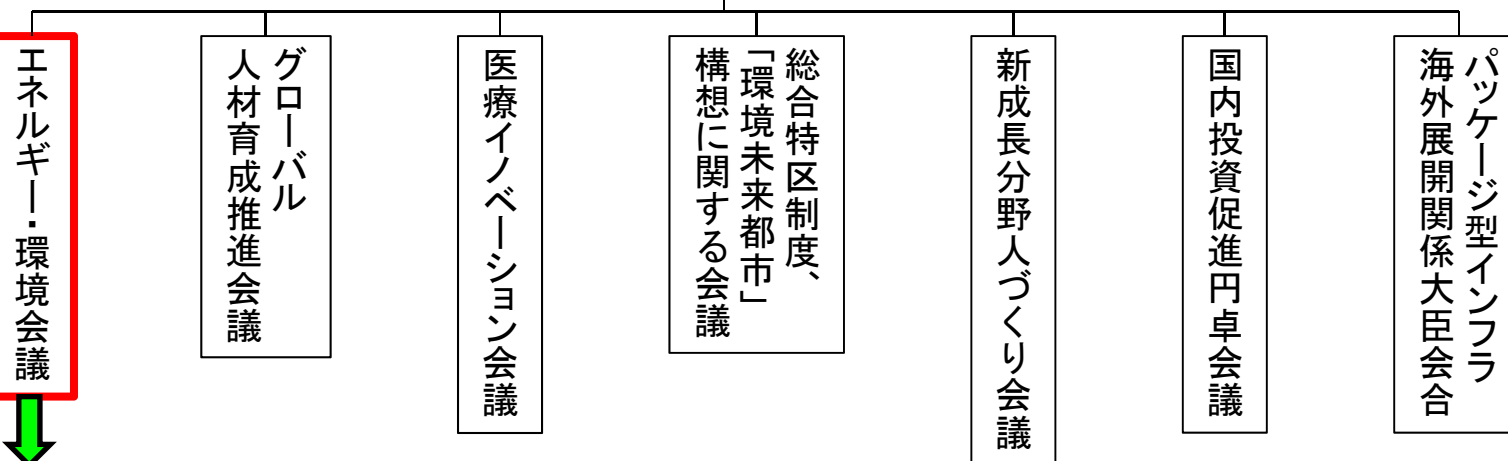 エネルギー・環境会議
グローバル
人材育成推進会議
医療イノベーション会議
総合特区制度、
「環境未来都市」
構想に関する会議
新成長分野人づくり会議
国内投資促進円卓会議
パッケージ型インフラ
海外展開関係大臣会合